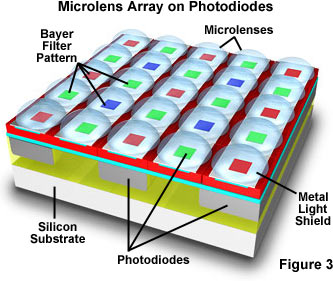 Microlens Array on Photodiodes
Bayer
Filter
Pattern
Microlenses
Silicon
Substrate
Photodiodes
Metal
Light
Shield
Figure 3